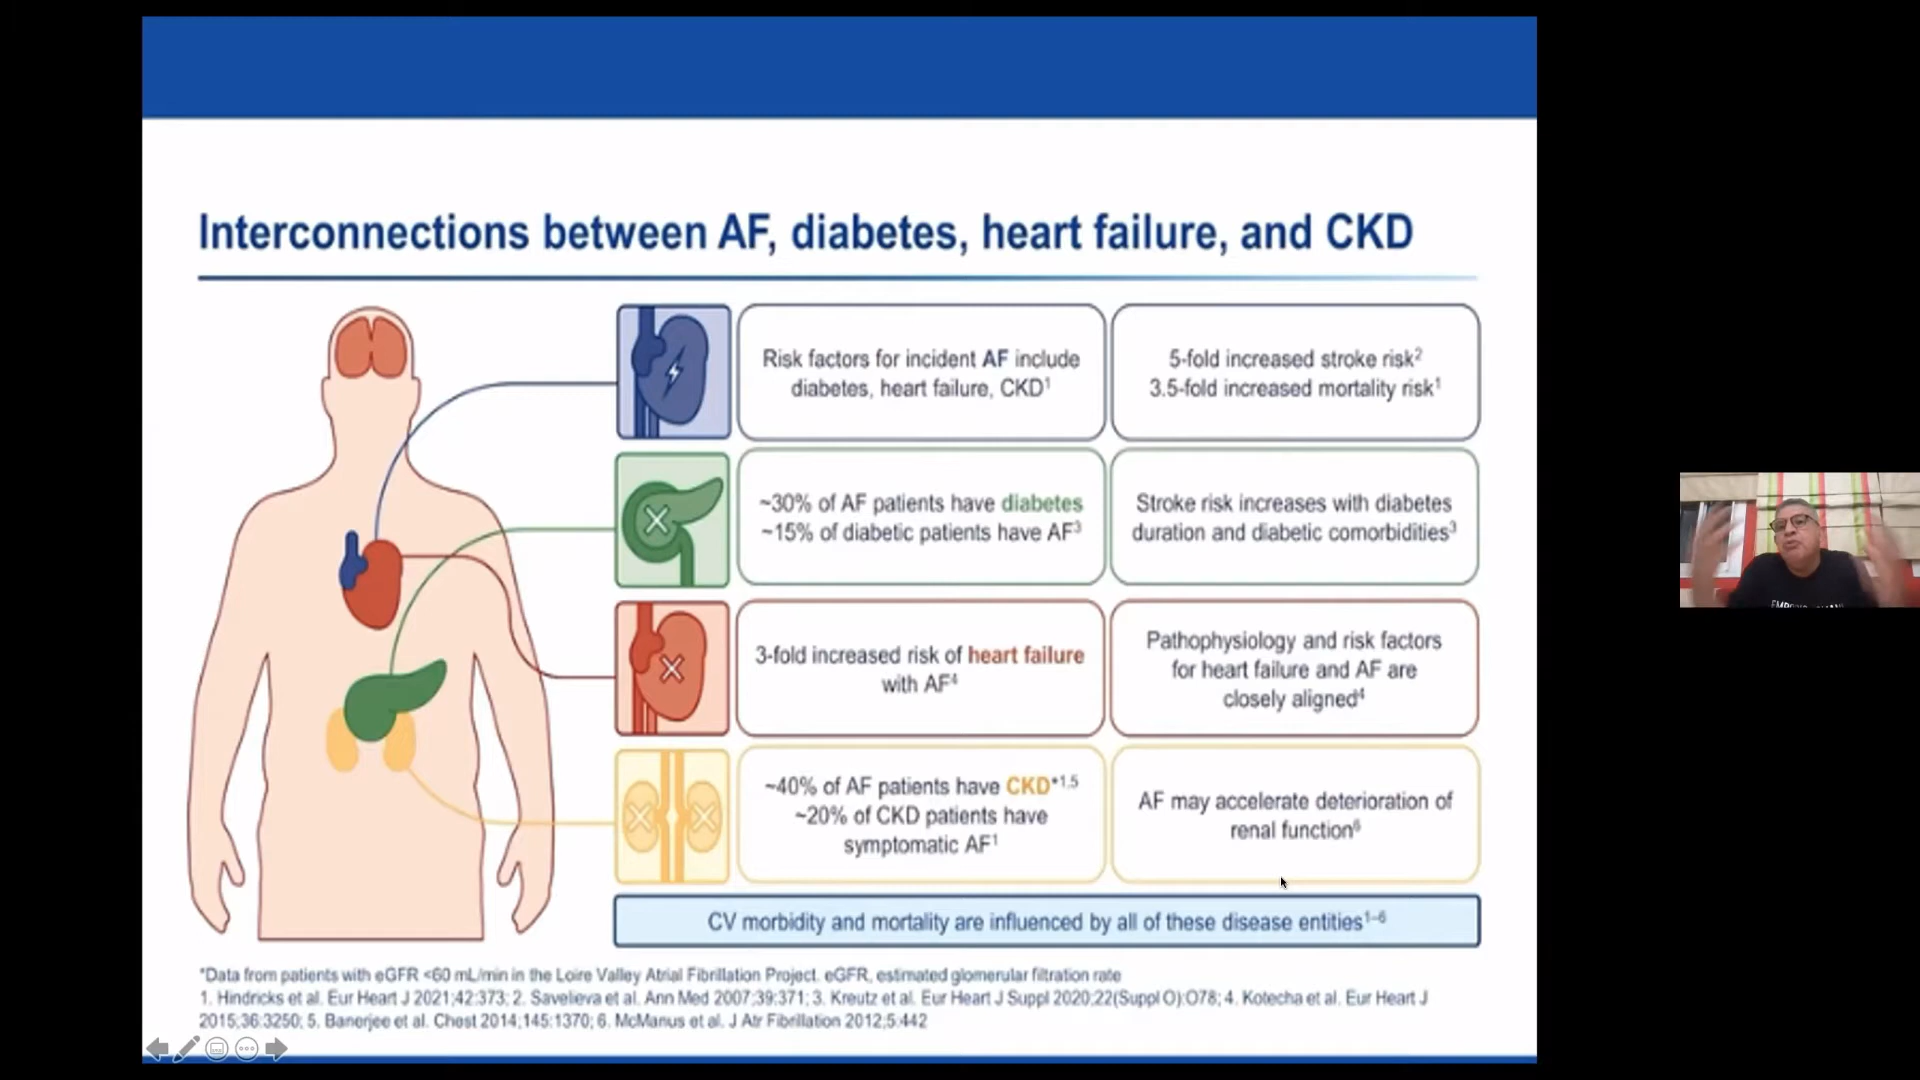 Interconnections between AF, diabetes, heart failure, and CKD
Risk factors for incident AF include
diabetes, heart failure, CKD¹
5-fold increased stroke risk²
3.5-fold increased mortality risk¹
~30% of AF patients have diabetes
~15% of diabetic patients have AF³
Stroke risk increases with diabetes
duration and diabetic comorbidities³
3-fold increased risk of heart failure
with AF⁴
Pathophysiology and risk factors
for heart failure and AF are
closely aligned⁴
~40% of AF patients have CKD*¹,⁵
~20% of CKD patients have
symptomatic AF¹
AF may accelerate deterioration of
renal function⁶
CV morbidity and mortality are influenced by all of these disease entities¹⁻⁶
*Data from patients with eGFR <60 mL/min in the Loire Valley Atrial Fibrillation Project. eGFR, estimated glomerular filtration rate
1. Hindricks et al. Eur Heart J 2021;42:373; 2. Savelieva et al. Ann Med 2007;39:371; 3. Kreutz et al. Eur Heart J Suppl 2020;22(Suppl O):O78; 4. Kotecha et al. Eur Heart J
2015;36:3250; 5. Banerjee et al. Chest 2014;145:1370; 6. McManus et al. J Atr Fibrillation 2012;5:442